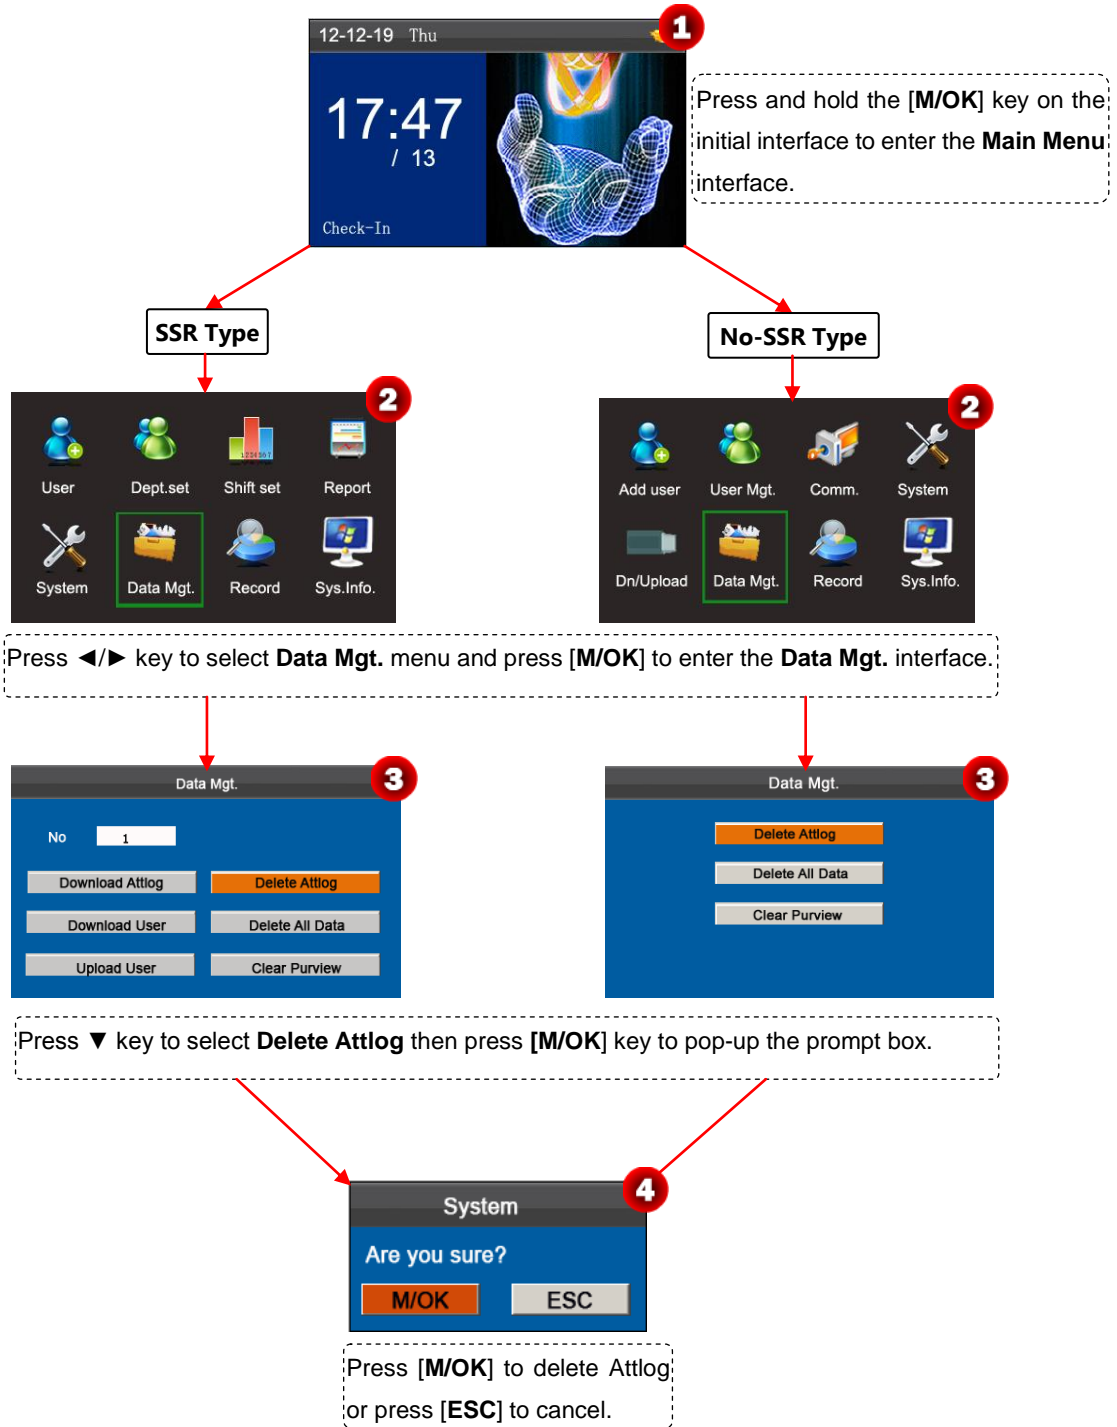 12-12-19 Thu
1
17:47
/ 13
Check-In
Press and hold the [M/OK] key on the
initial interface to enter the Main Menu
interface.
SSR Type
No-SSR Type
2
User Dept.set Shift set Report
System Data Mgt. Record Sys.Info.
2
Add user User Mgt. Comm. System
Dn/Upload Data Mgt. Record Sys.Info.
Press ◄/► key to select Data Mgt. menu and press [M/OK] to enter the Data Mgt. interface.
Data Mgt.
3
No 1
Download Attlog Delete Attlog
Download User Delete All Data
Upload User Clear Purview
Data Mgt.
3
Delete Attlog
Delete All Data
Clear Purview
Press ▼ key to select Delete Attlog then press [M/OK] key to pop-up the prompt box.
4
System
Are you sure?
M/OK ESC
Press [M/OK] to delete Attlog
or press [ESC] to cancel.